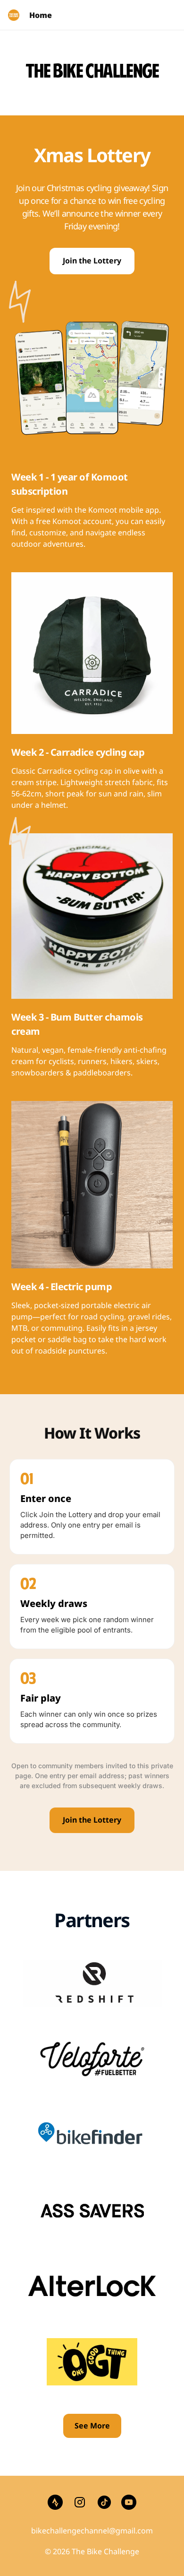 Home
THE BIKE CHALLENGE
Xmas Lottery
Join our Christmas cycling giveaway! Sign
up once for a chance to win free cycling
gifts. We'll announce the winner every
Friday evening!
Join the Lottery
Week 1 - 1 year of Komoot
subscription
Get inspired with the Komoot mobile app.
With a free Komoot account, you can easily
find, customize, and navigate endless
outdoor adventures.
CARRADICE
NELSON, ENGLAND
Week 2 - Carradice cycling cap
Classic Carradice cycling cap in olive with a
cream stripe. Lightweight stretch fabric, fits
56-62cm, short peak for sun and rain, slim
under a helmet.
ORIGINAL
HAPPY BOTTOM
BUM BUTTER
HAPPY BOTTOM
BUM BUTTER
Week 3 - Bum Butter chamois
cream
Natural, vegan, female-friendly anti-chafing
cream for cyclists, runners, hikers, skiers,
snowboarders & paddleboarders.
Week 4 - Electric pump
Sleek, pocket-sized portable electric air
pump—perfect for road cycling, gravel rides,
MTB, or commuting. Easily fits in a jersey
pocket or saddle bag to take the hard work
out of roadside punctures.
How It Works
01
Enter once
Click Join the Lottery and drop your email
address. Only one entry per email is
permitted.
02
Weekly draws
Every week we pick one random winner
from the eligible pool of entrants.
03
Fair play
Each winner can only win once so prizes
spread across the community.
Open to community members invited to this private
page. One entry per email address; past winners
are excluded from subsequent weekly draws.
Join the Lottery
Partners
REDSHIFT
Veloforte
#FUELBETTER
bikefinder
ASS SAVERS
ALTERLOCK
ONE GOOD THING
OGT
See More
bikechallengechannel@gmail.com
© 2026 The Bike Challenge